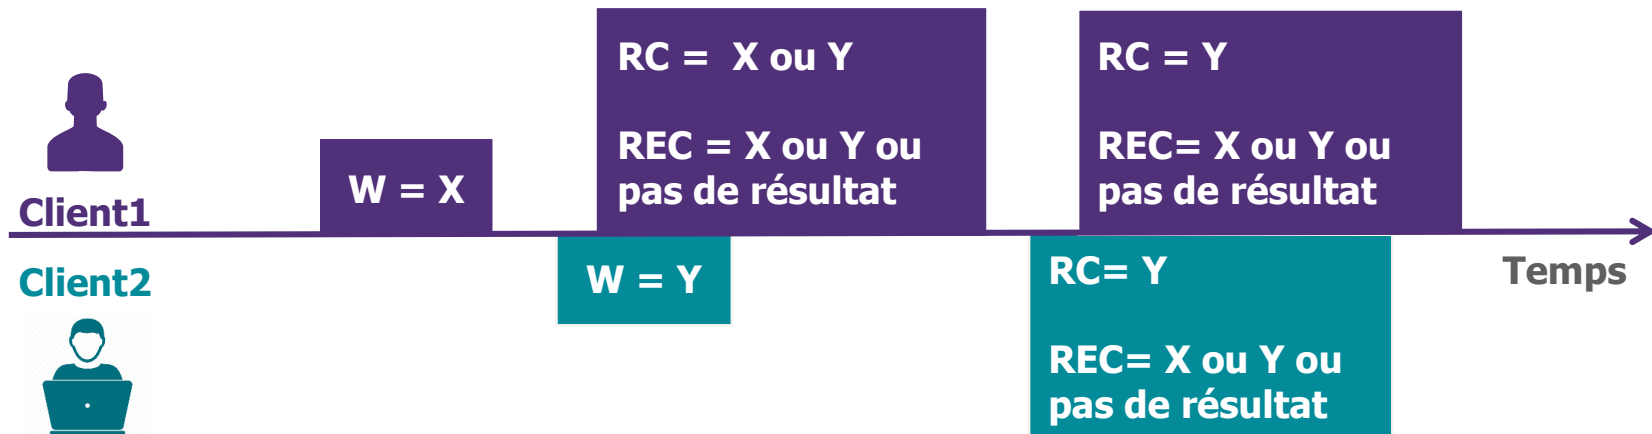 Client1
W = X
RC = X ou Y
REC = X ou Y ou
pas de résultat
RC = Y
REC= X ou Y ou
pas de résultat
Client2
W = Y
RC= Y
REC= X ou Y ou
pas de résultat
Temps